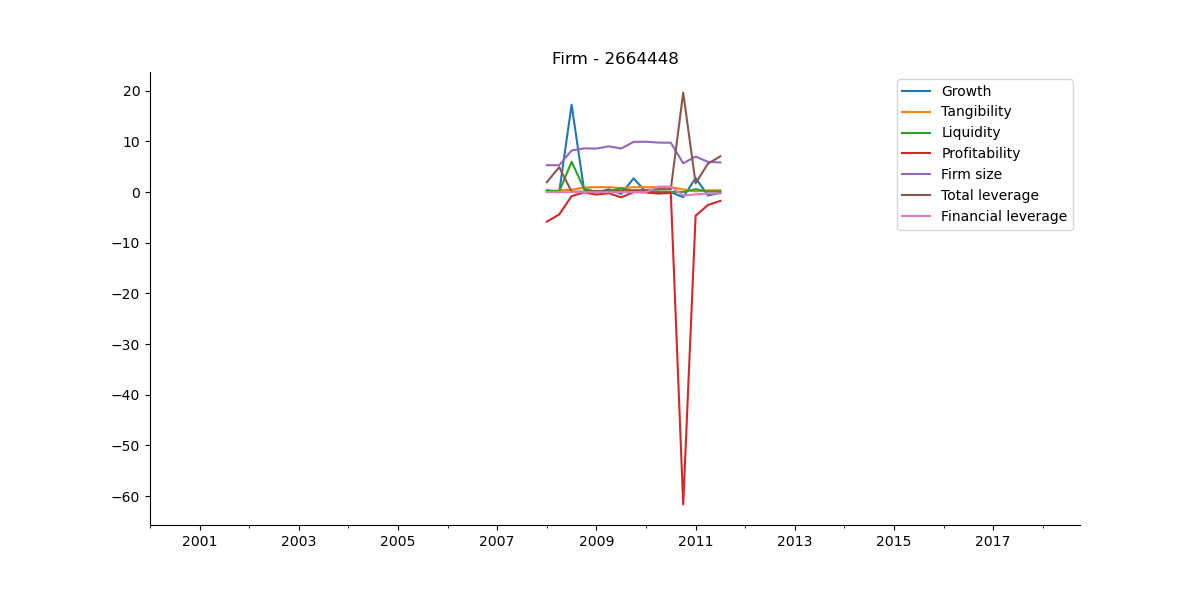 Firm - 2664448
20
10
0
−10
−20
−30
−40
−50
−60
2001
2003
2005
2007
2009
2011
2013
2015
2017
Growth
Tangibility
Liquidity
Profitability
Firm size
Total leverage
Financial leverage